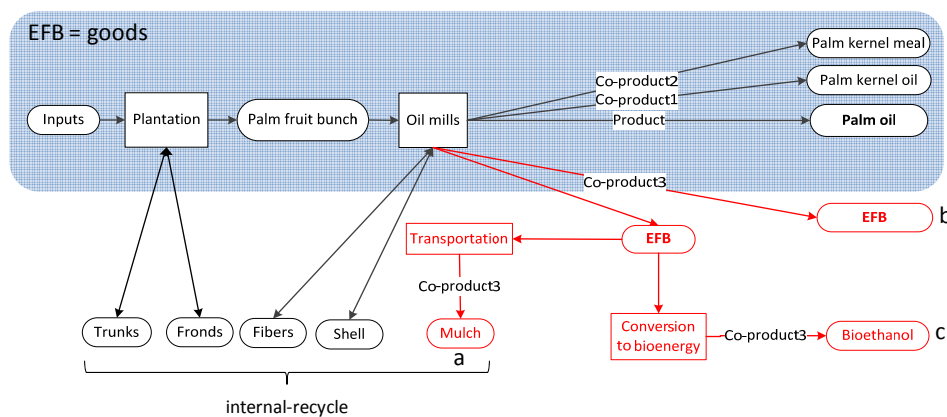 EFB = goods
Palm kernel meal
Co-product2
Palm kernel oil
Co-product1
Inputs
Plantation
Palm fruit bunch
Oil mills
Product
Palm oil
Co-product3
EFB
b
Transportation
EFB
Co-product3
Trunks
Fronds
Fibers
Shell
Mulch
Conversion
to bioenergy
Co-product3
Bioethanol
c
a
internal-recycle